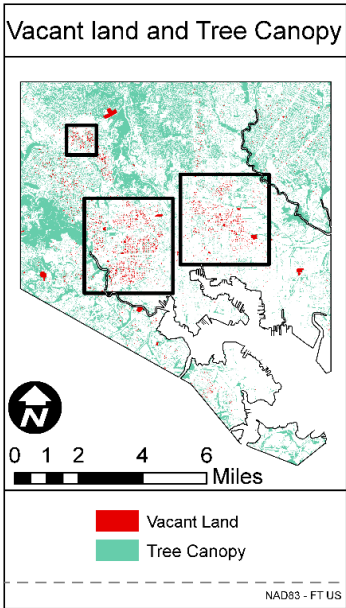 Vacant land and Tree Canopy
N
0 1 2 4 6
Miles
Vacant Land
Tree Canopy
NAD83 - FT US